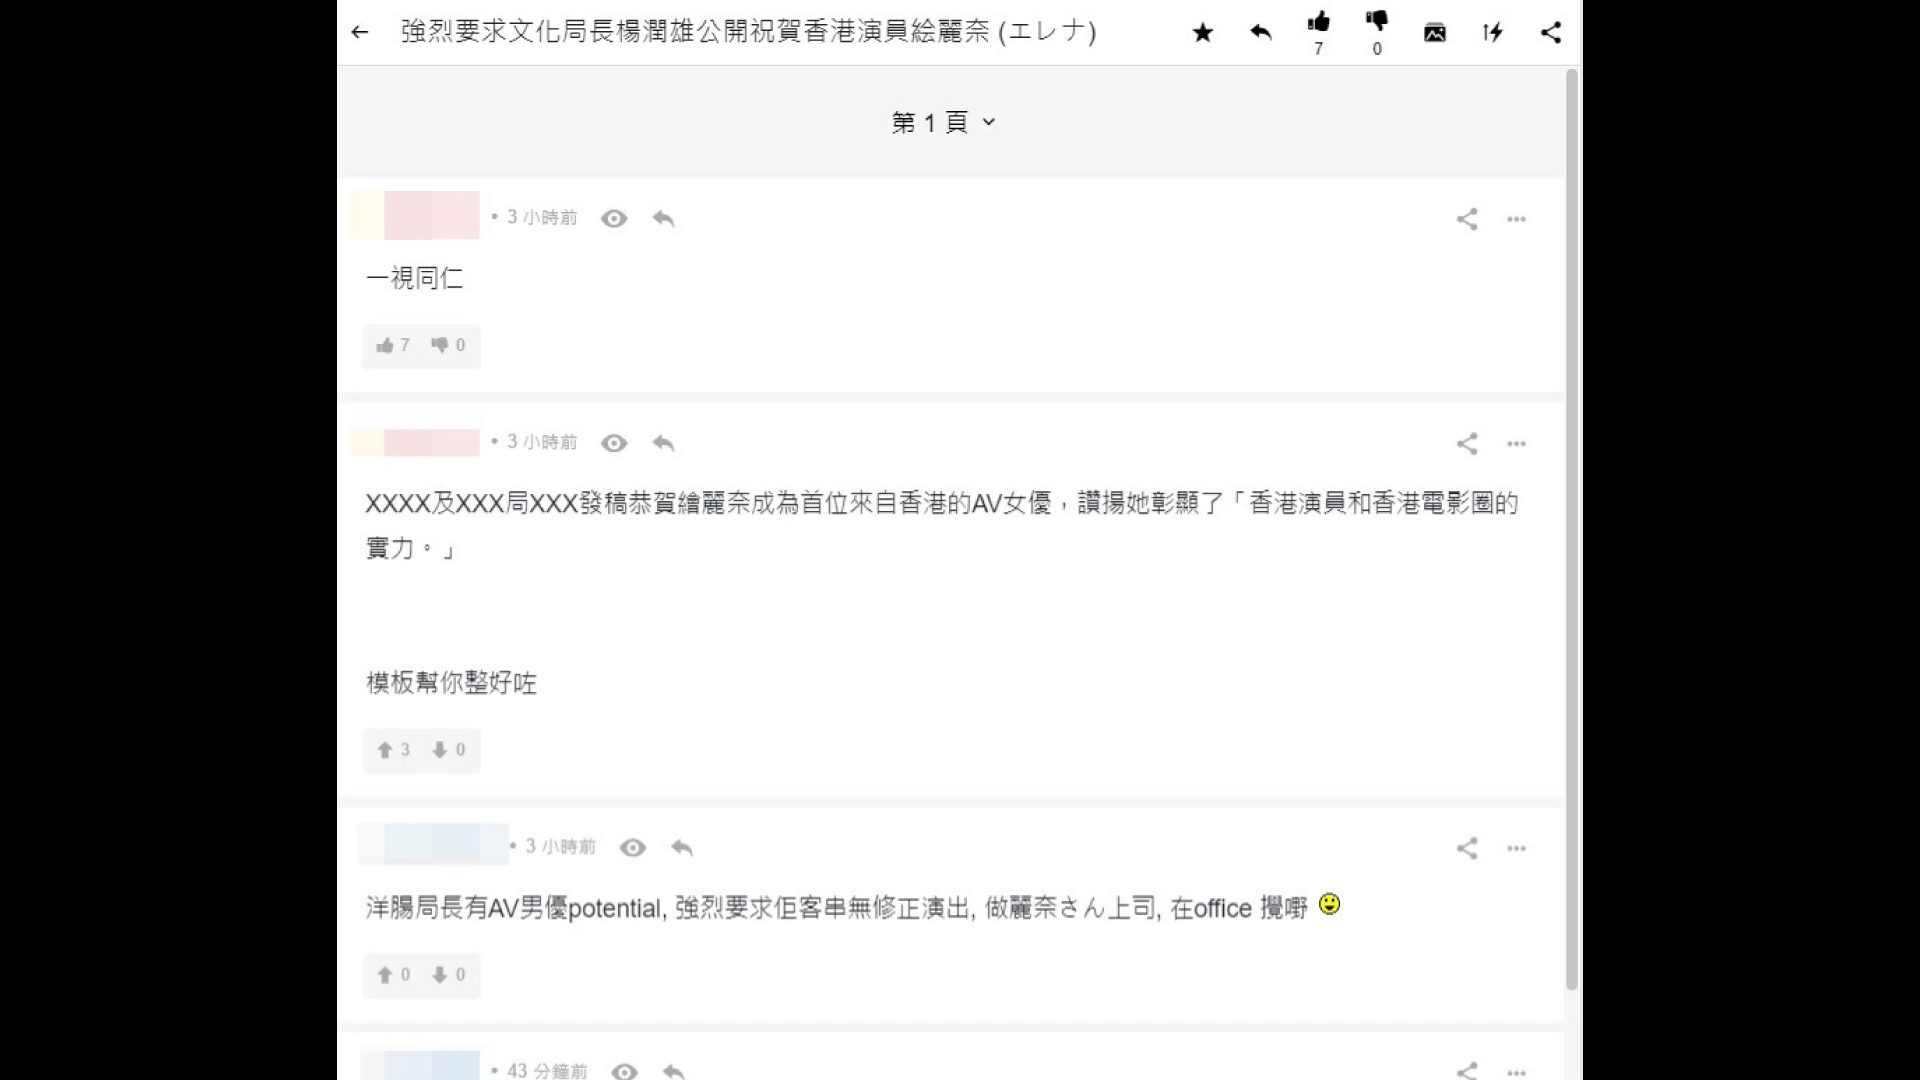 強烈要求文化局長楊潤雄公開祝賀香港演員絵麗奈 (エレナ)
7
0
第 1 頁
• 3 小時前
一視同仁
7
0
• 3 小時前
XXXX及XXX局XXX發稿恭賀繪麗奈成為首位來自香港的AV女優，讚揚她彰顯了「香港演員和香港電影圈的
實力。」
模板幫你整好咗
3
0
• 3 小時前
洋腸局長有AV男優potential, 強烈要求佢客串無修正演出, 做麗奈さん上司, 在office 攪嘢
0
0
• 43 分鐘前